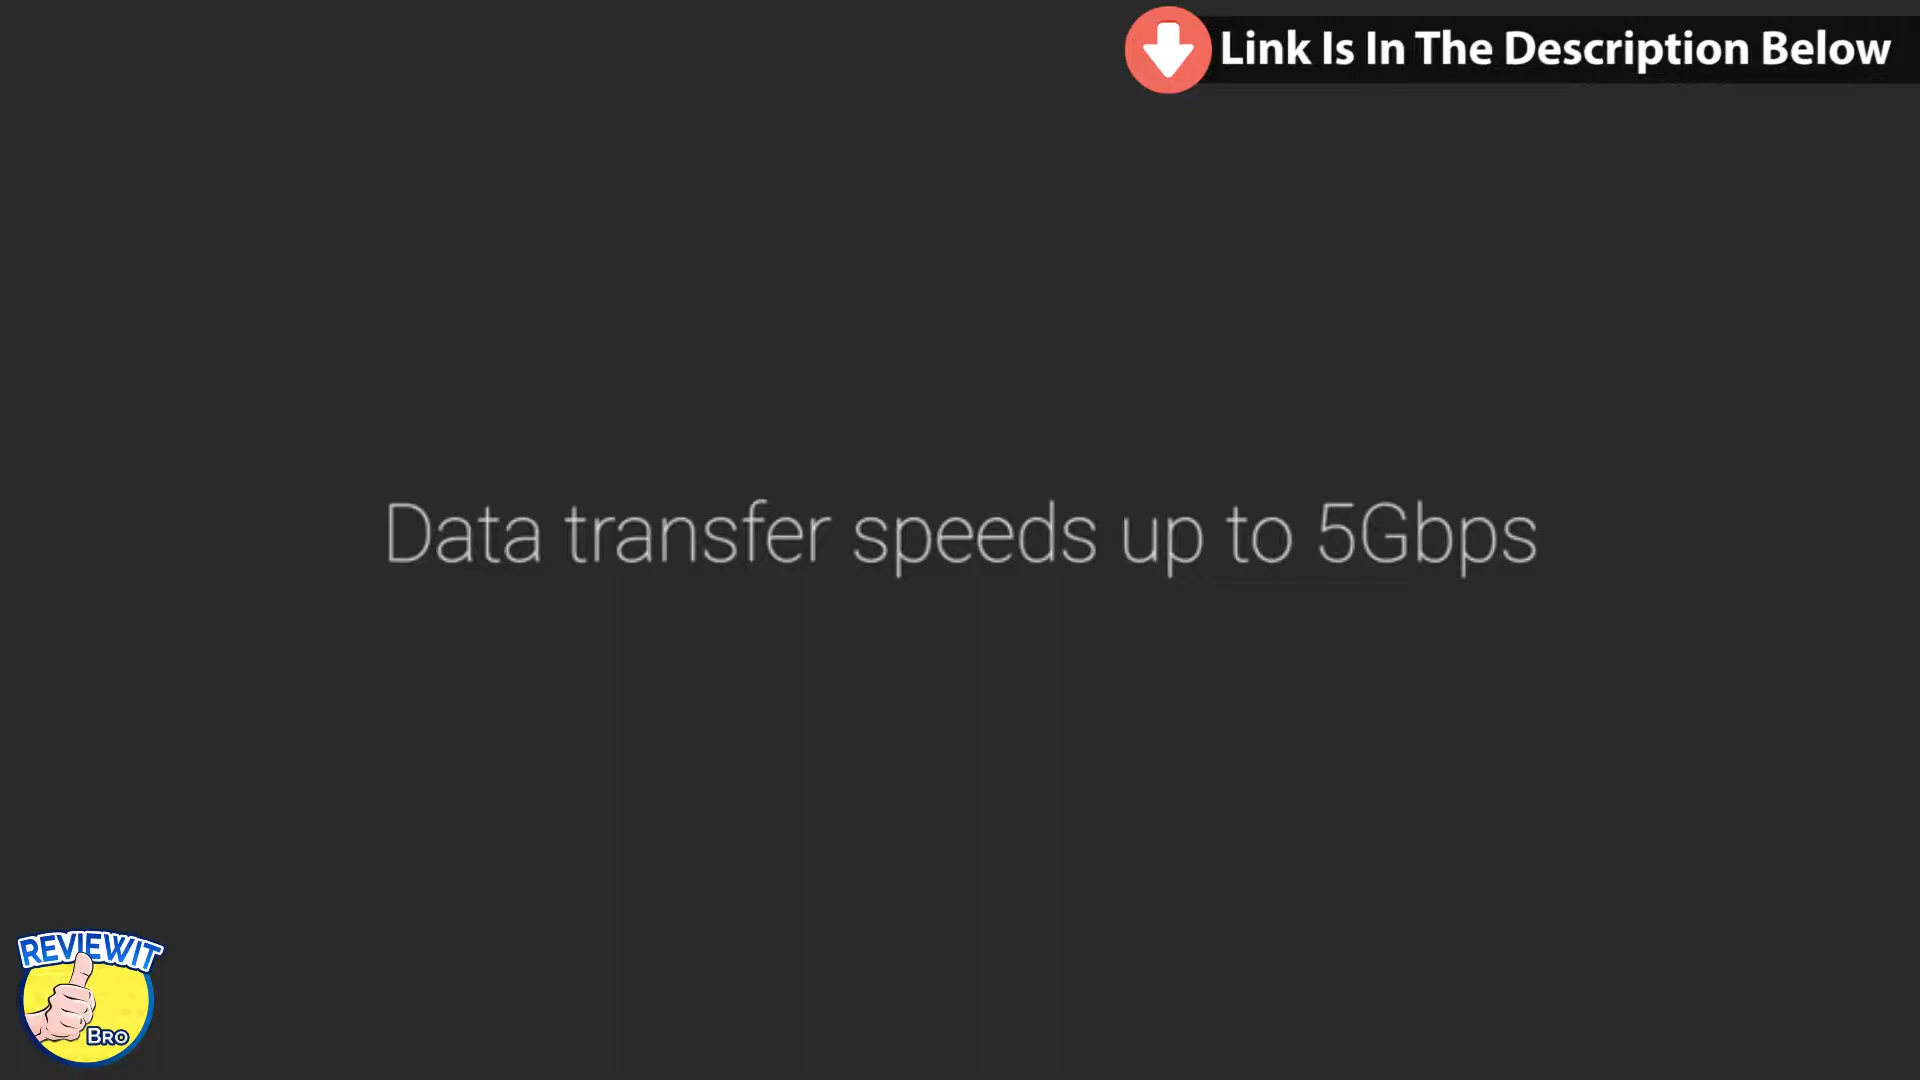 Link Is In The Description Below
Data transfer speeds up to 5Gbps
REVIEWIT
BRO